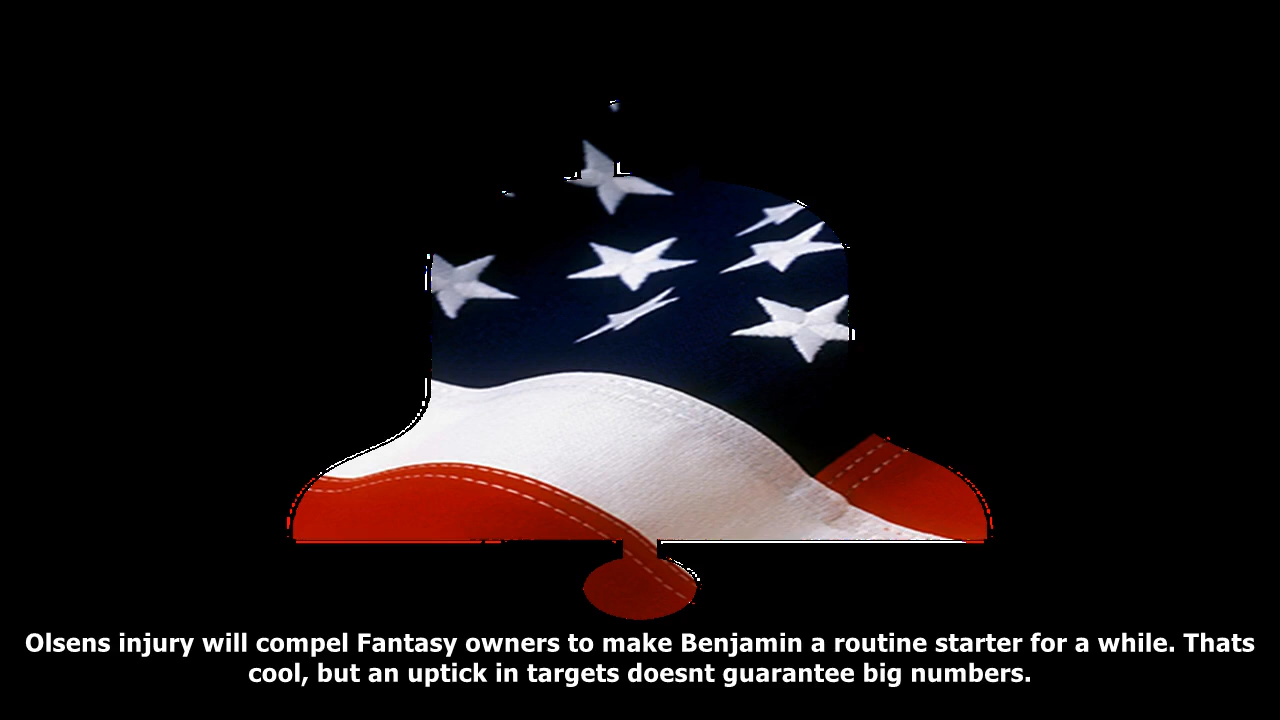 Olsens injury will compel Fantasy owners to make Benjamin a routine starter for a while. Thats
cool, but an uptick in targets doesnt guarantee big numbers.